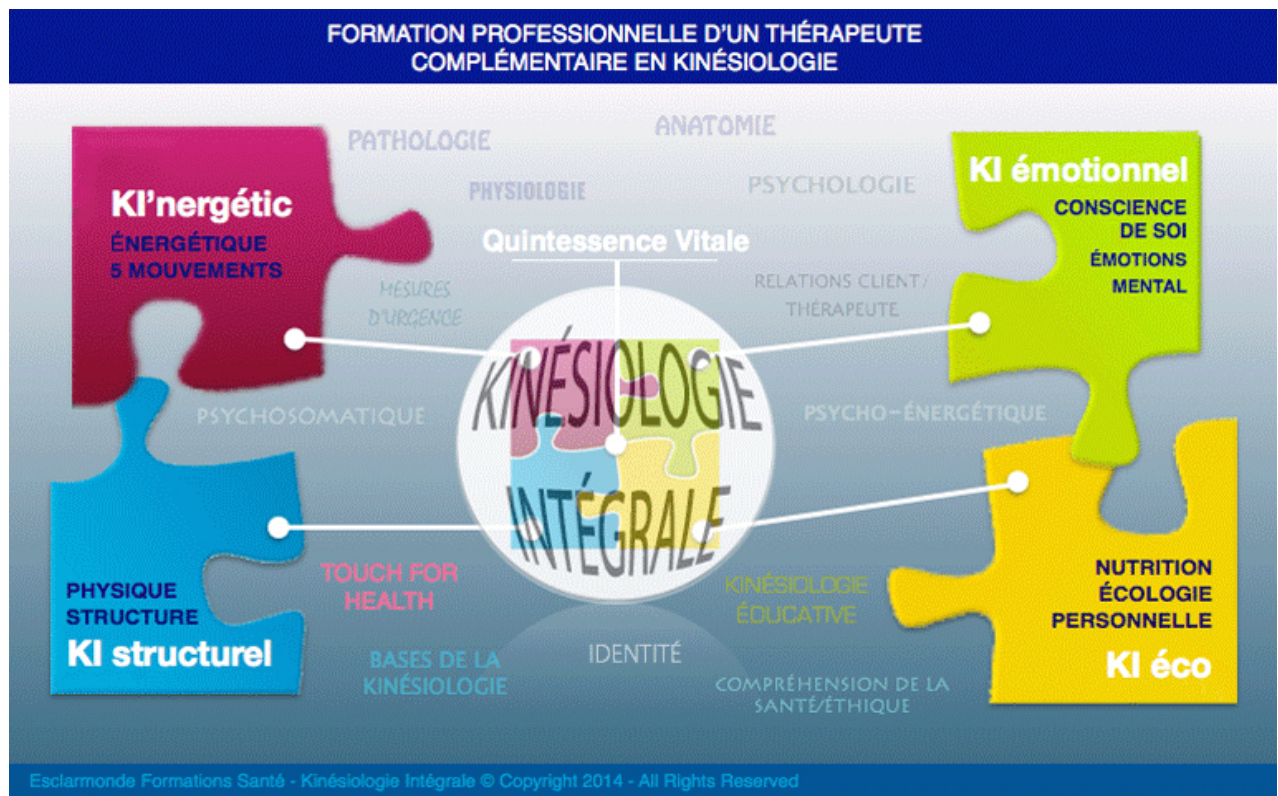 FORMATION PROFESSIONNELLE D'UN THÉRAPEUTE
COMPLÉMENTAIRE EN KINÉSIOLOGIE
PATHOLOGIE
ANATOMIE
PHYSIOLOGIE
PSYCHOLOGIE
KI'nergétic
ÉNERGÉTIQUE
5 MOUVEMENTS
KI émotionnel
CONSCIENCE
DE SOI
ÉMOTIONS
MENTAL
Quintessence Vitale
MESURES
D'URGENCE
RELATIONS CLIENT/
THÉRAPEUTE
KINÉSIOLOGIE
INTÉGRALE
PSYCHOSOMATIQUE
PSYCHO-ÉNERGÉTIQUE
PHYSIQUE
STRUCTURE
KI structurel
TOUCH FOR
HEALTH
BASES DE LA
KINÉSIOLOGIE
IDENTITÉ
KINÉSIOLOGIE
ÉDUCATIVE
COMPRÉHENSION DE LA
SANTÉ/ÉTHIQUE
NUTRITION
ÉCOLOGIE
PERSONNELLE
KI éco
Esclarmonde Formations Santé - Kinésiologie Intégrale © Copyright 2014 - All Rights Reserved